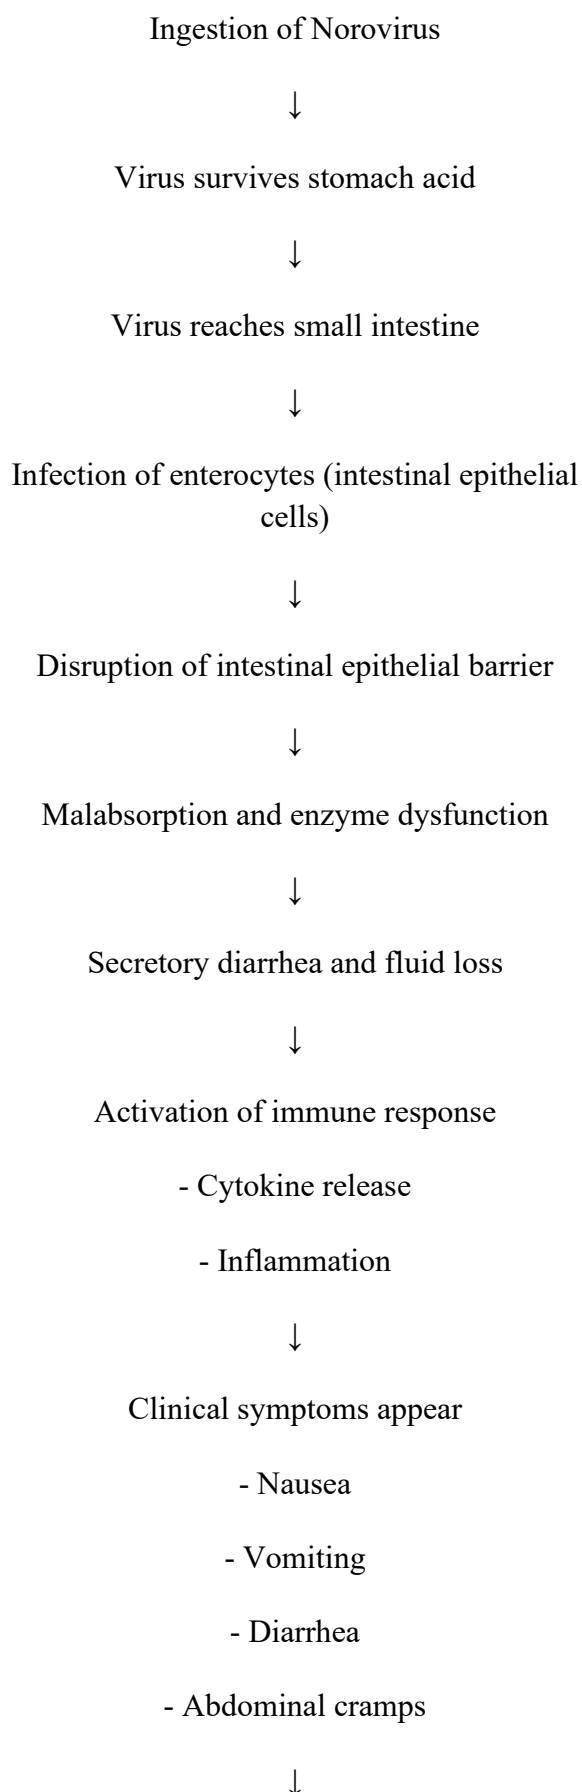 Ingestion of Norovirus
↓
Virus survives stomach acid
↓
Virus reaches small intestine
↓
Infection of enterocytes (intestinal epithelial
cells)
↓
Disruption of intestinal epithelial barrier
↓
Malabsorption and enzyme dysfunction
↓
Secretory diarrhea and fluid loss
↓
Activation of immune response
- Cytokine release
- Inflammation
↓
Clinical symptoms appear
- Nausea
- Vomiting
- Diarrhea
- Abdominal cramps
↓